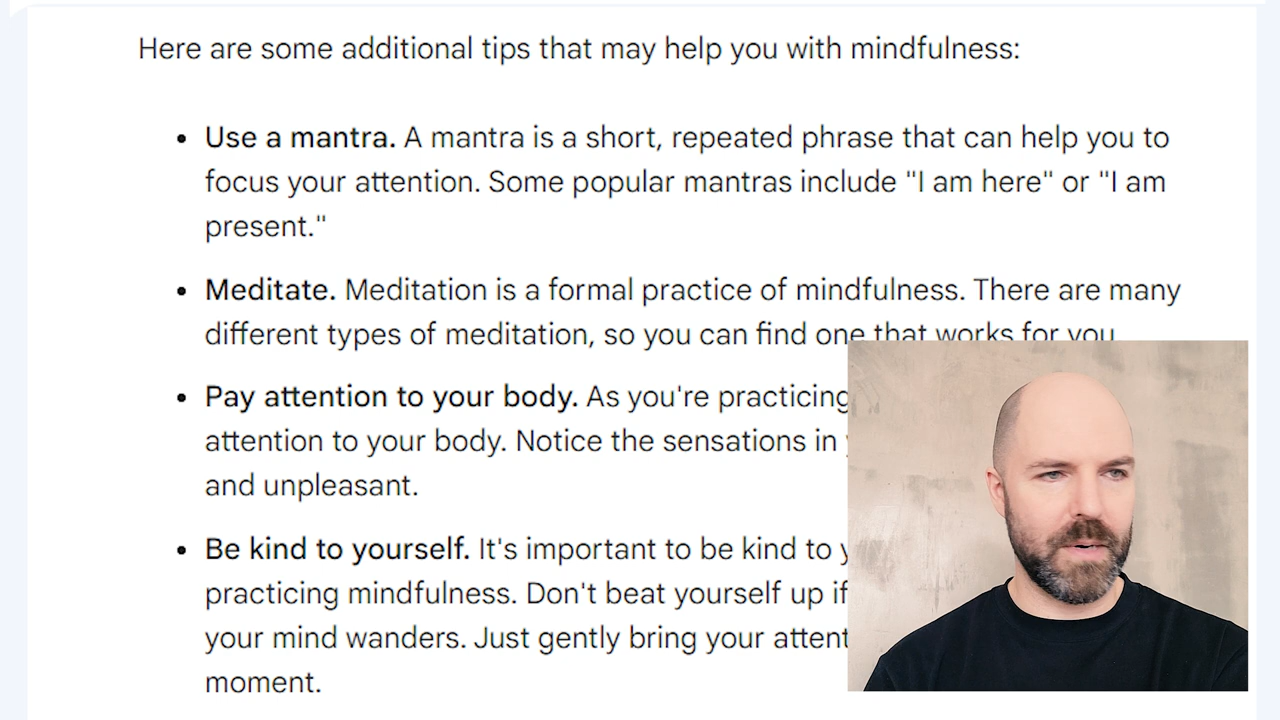 Here are some additional tips that may help you with mindfulness:
• Use a mantra. A mantra is a short, repeated phrase that can help you to
focus your attention. Some popular mantras include "I am here" or "I am
present."
• Meditate. Meditation is a formal practice of mindfulness. There are many
different types of meditation, so you can find one that works for you
• Pay attention to your body. As you're practicing
attention to your body. Notice the sensations in
and unpleasant.
• Be kind to yourself. It's important to be kind to
practicing mindfulness. Don't beat yourself up if
your mind wanders. Just gently bring your
moment.